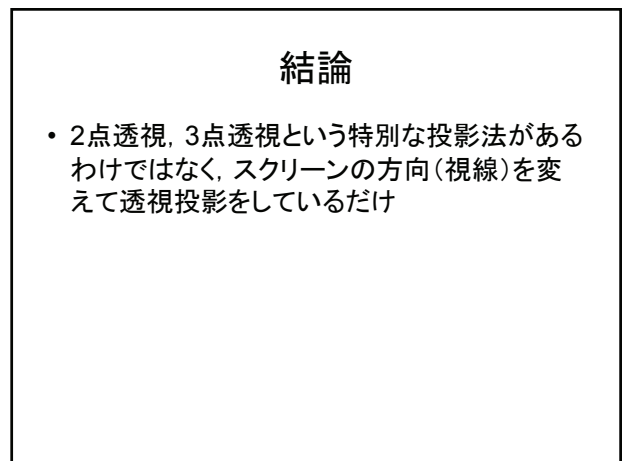 結論
• 2点透視，3点透視という特別な投影法がある
わけではなく，スクリーンの方向（視線）を変
えて透視投影をしているだけ